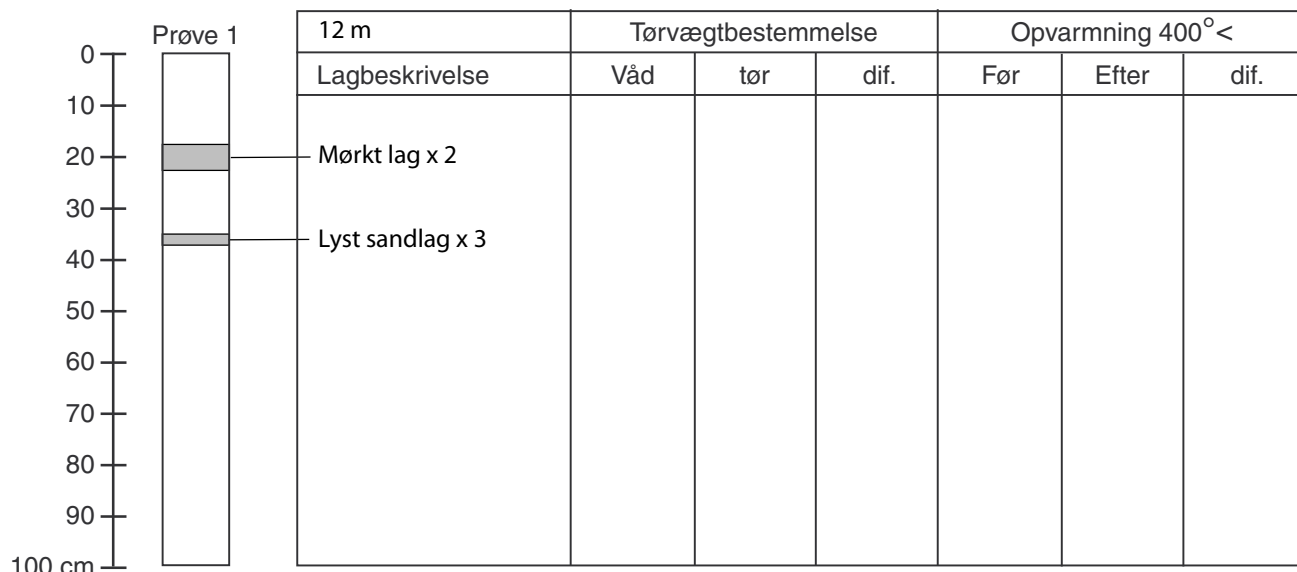 Prøve 1
12 m
Tørvægtbestemmelse
Opvarmning 400°<
Lagbeskrivelse
Våd
tør
dif.
Før
Efter
dif.
0
10
20
30
40
50
60
70
80
90
100 cm
Mørkt lag x 2
Lyst sandlag x 3